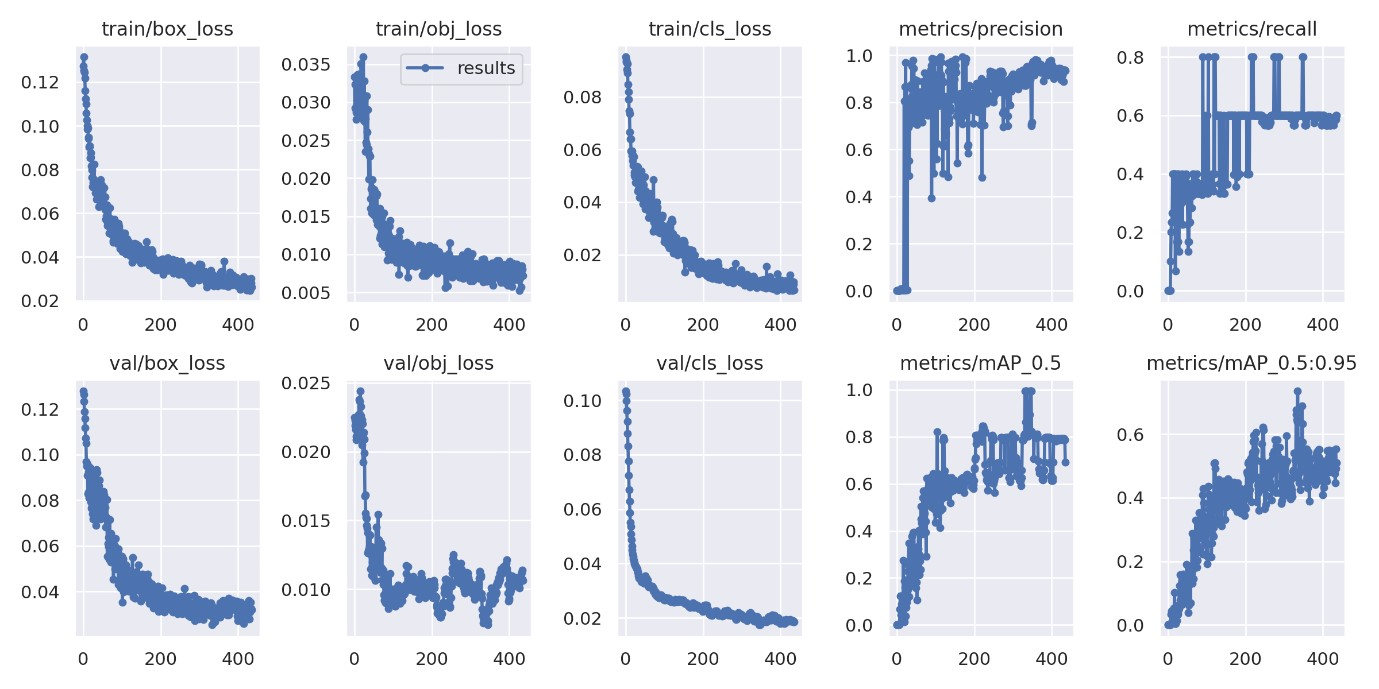 train/box_loss train/obj_loss train/cls_loss metrics/precision metrics/recall
results
0.12 0.10 0.08 0.06 0.04 0.02
0.035 0.030 0.025 0.020 0.015 0.010 0.005
0.08 0.06 0.04 0.02
1.0 0.8 0.6 0.4 0.2 0.0
0.8 0.6 0.4 0.2 0.0
0 200 400 0 200 400 0 200 400 0 200 400 0 200 400
val/box_loss val/obj_loss val/cls_loss metrics/mAP_0.5 metrics/mAP_0.5:0.95
0.12 0.10 0.08 0.06 0.04
0.025 0.020 0.015 0.010
0.10 0.08 0.06 0.04 0.02
1.0 0.8 0.6 0.4 0.2 0.0
0.6 0.4 0.2 0.0
0 200 400 0 200 400 0 200 400 0 200 400 0 200 400